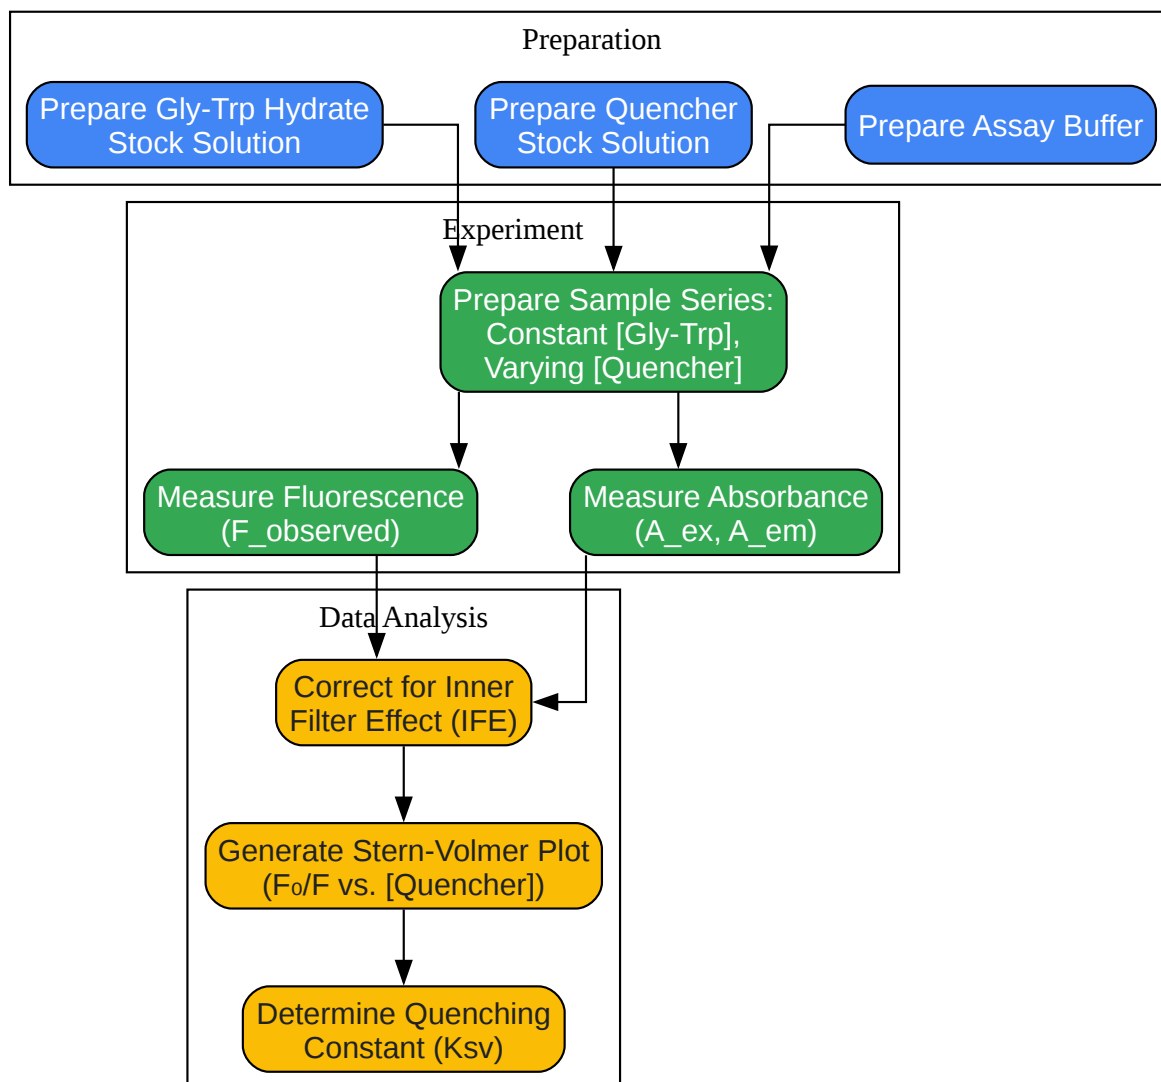 Preparation
Prepare Gly-Trp Hydrate
Stock Solution
Prepare Quencher
Stock Solution
Prepare Assay Buffer
Experiment
Prepare Sample Series:
Constant [Gly-Trp],
Varying [Quencher]
Measure Fluorescence
(F_observed)
Measure Absorbance
(A_ex, A_em)
Data Analysis
Correct for Inner
Filter Effect (IFE)
Generate Stern-Volmer Plot
(F₀/F vs. [Quencher])
Determine Quenching
Constant (Ksv)